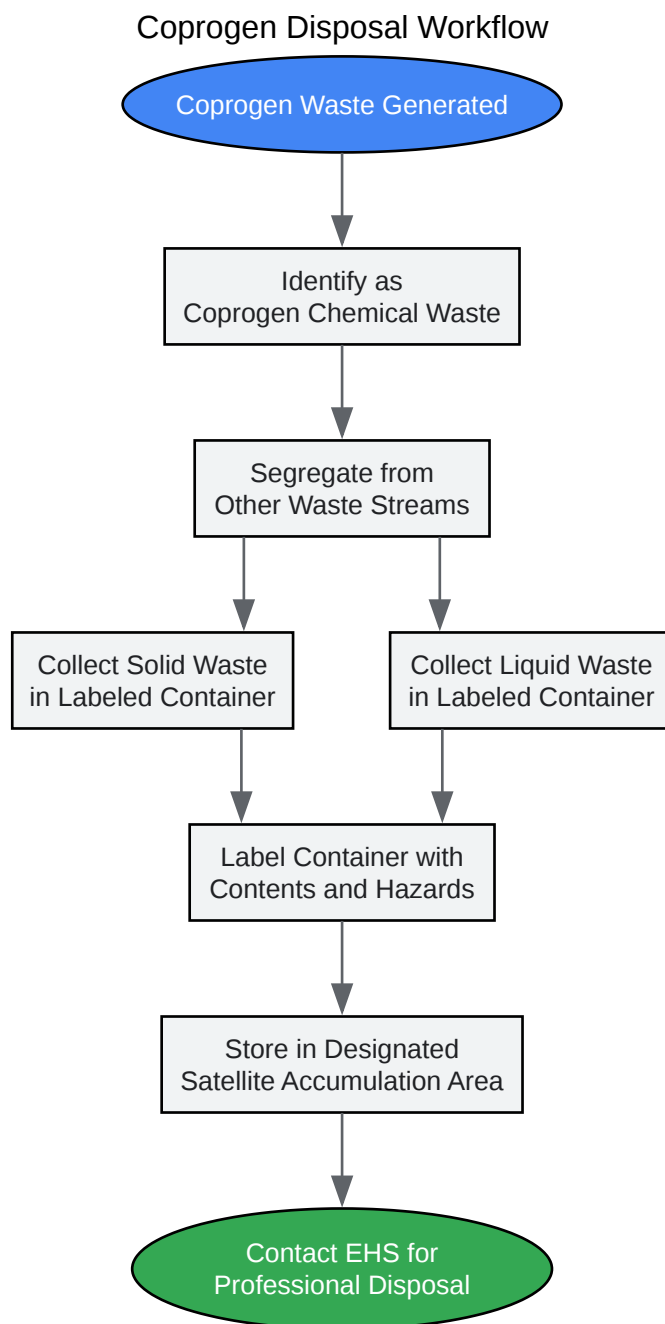 Coprogen Disposal Workflow
Coprogen Waste Generated
Identify as
Coprogen Chemical Waste
Segregate from
Other Waste Streams
Collect Solid Waste
in Labeled Container
Collect Liquid Waste
in Labeled Container
Label Container with
Contents and Hazards
Store in Designated
Satellite Accumulation Area
Contact EHS for
Professional Disposal